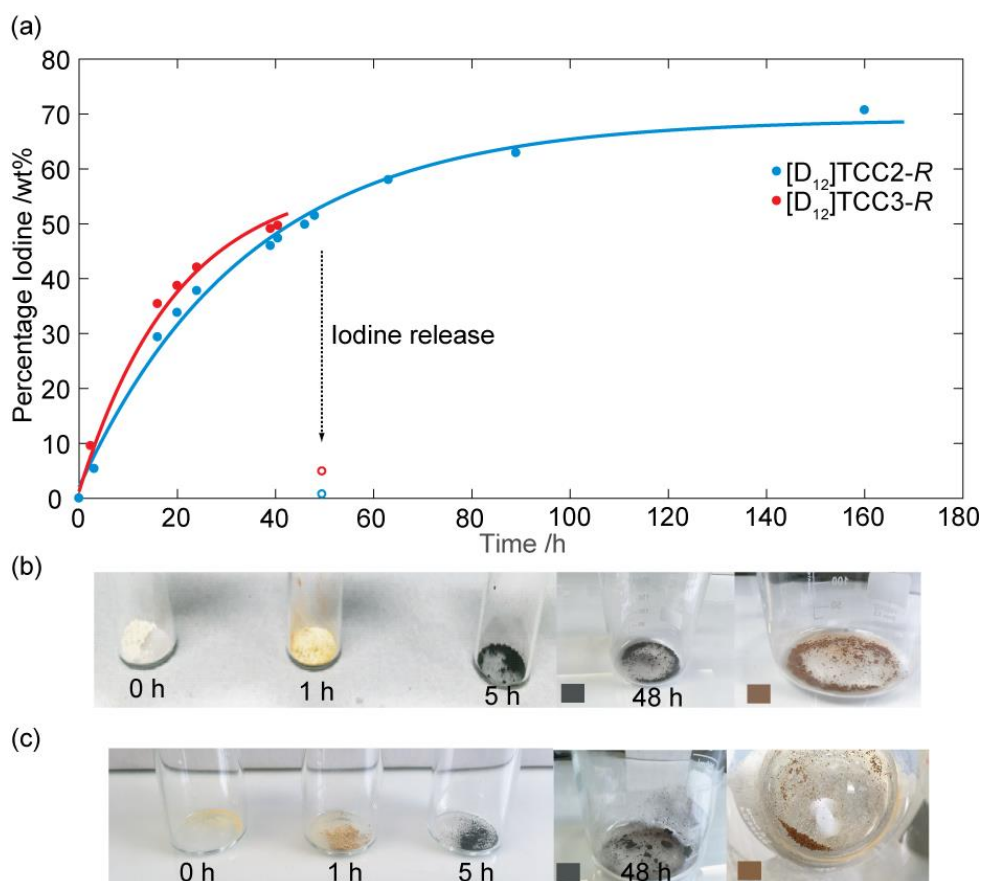 (a)
80
70
60
50
40
30
20
10
0
Percentage Iodine /wt%
[D₁₂]TCC2-R
[D₁₂]TCC3-R
Iodine release
0 20 40 60 80 100 120 140 160 180
Time /h
(b)
0 h 1 h 5 h 48 h
(c)
0 h 1 h 5 h 48 h